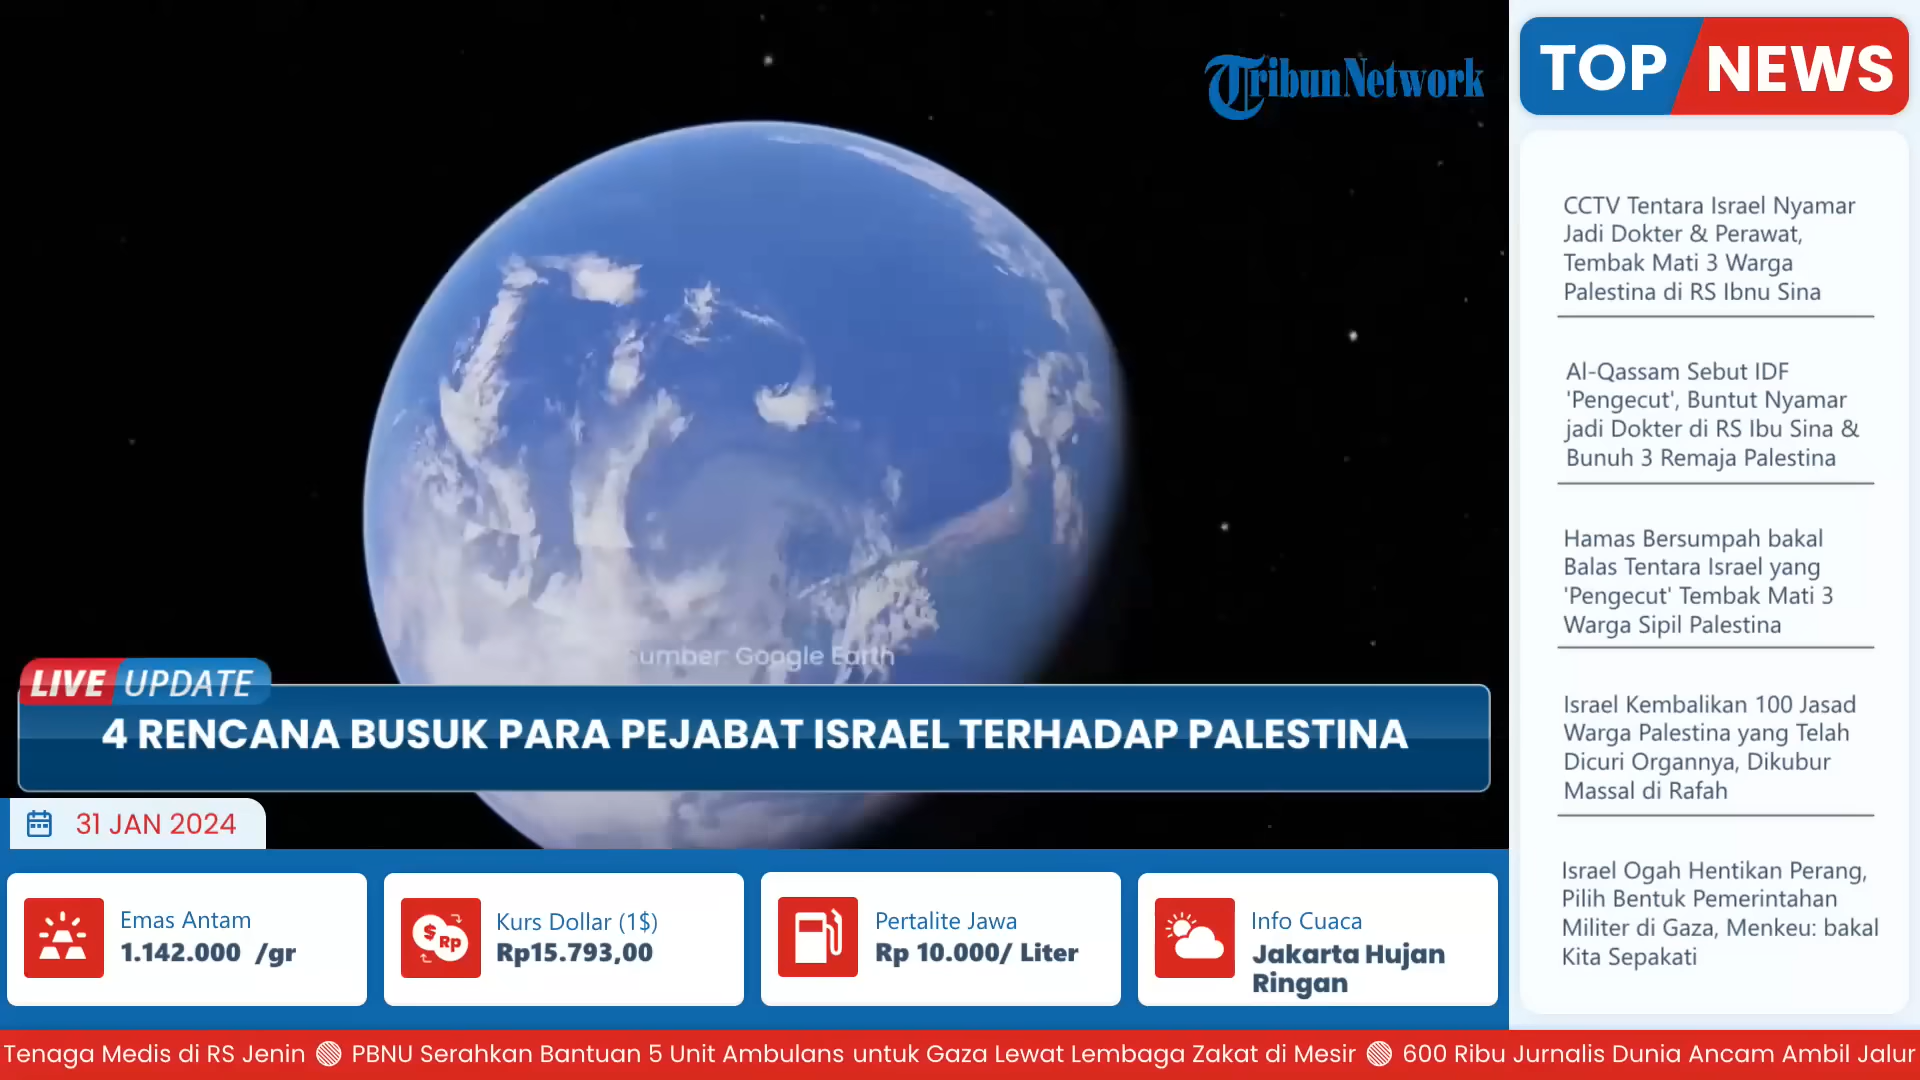 TribunNetwork
Sumber: Google Earth
LIVE UPDATE
4 RENCANA BUSUK PARA PEJABAT ISRAEL TERHADAP PALESTINA
31 JAN 2024
Emas Antam
1.142.000 /gr
Kurs Dollar (1$)
Rp15.793,00
Pertalite Jawa
Rp 10.000/ Liter
Info Cuaca
Jakarta Hujan
Ringan
TOP NEWS
CCTV Tentara Israel Nyamar
Jadi Dokter & Perawat,
Tembak Mati 3 Warga
Palestina di RS Ibnu Sina
Al-Qassam Sebut IDF
'Pengecut', Buntut Nyamar
jadi Dokter di RS Ibu Sina &
Bunuh 3 Remaja Palestina
Hamas Bersumpah bakal
Balas Tentara Israel yang
'Pengecut' Tembak Mati 3
Warga Sipil Palestina
Israel Kembalikan 100 Jasad
Warga Palestina yang Telah
Dicuri Organnya, Dikubur
Massal di Rafah
Israel Ogah Hentikan Perang,
Pilih Bentuk Pemerintahan
Militer di Gaza, Menkeu: bakal
Kita Sepakati
Tenaga Medis di RS Jenin PBNU Serahkan Bantuan 5 Unit Ambulans untuk Gaza Lewat Lembaga Zakat di Mesir 600 Ribu Jurnalis Dunia Ancam Ambil Jalur